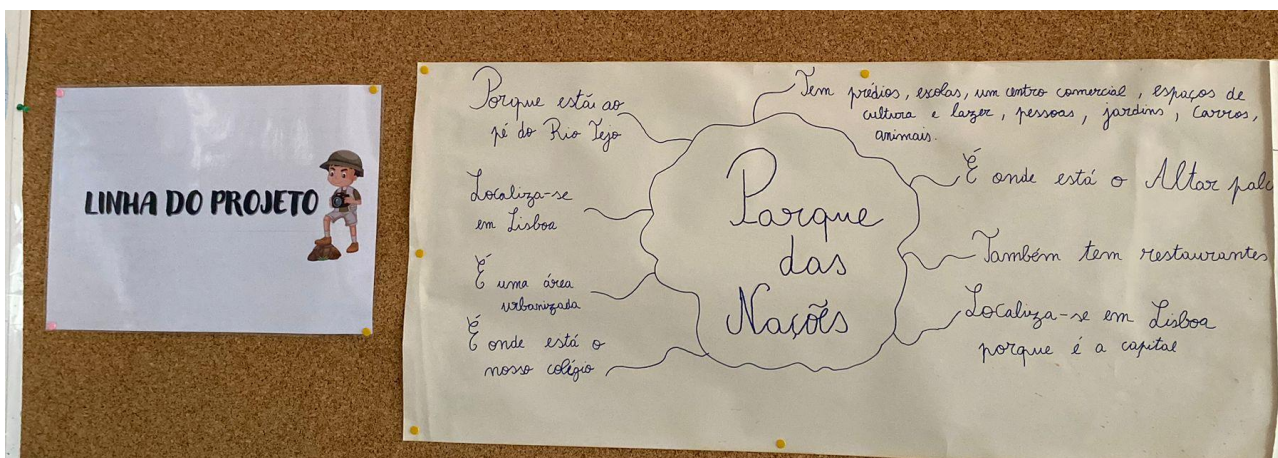 LINHA DO PROJETO
Porque está ao
pé do Rio Tejo
Localiza-se
em Lisboa
É uma área
urbanizada
É onde está o
nosso colégio
Parque
das
Nações
Tem prédios, escolas, um centro comercial, espaços de
cultura e lazer, pessoas, jardins, carros,
animais.
É onde está o Altar palc
Também tem restaurantes
Localiza-se em Lisboa
porque é a capital